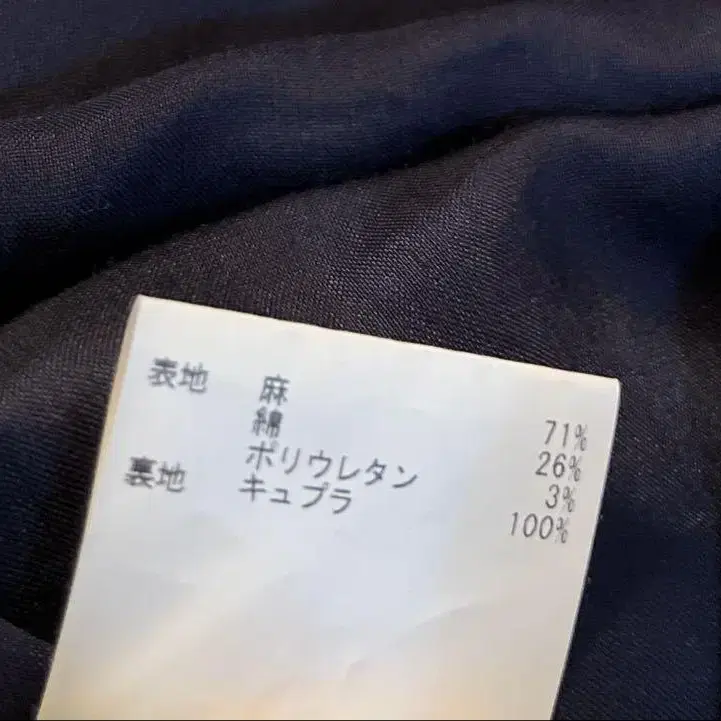 表地 麻 71%
綿 26%
ポリウレタン 3%
裏地 キュプラ 100%